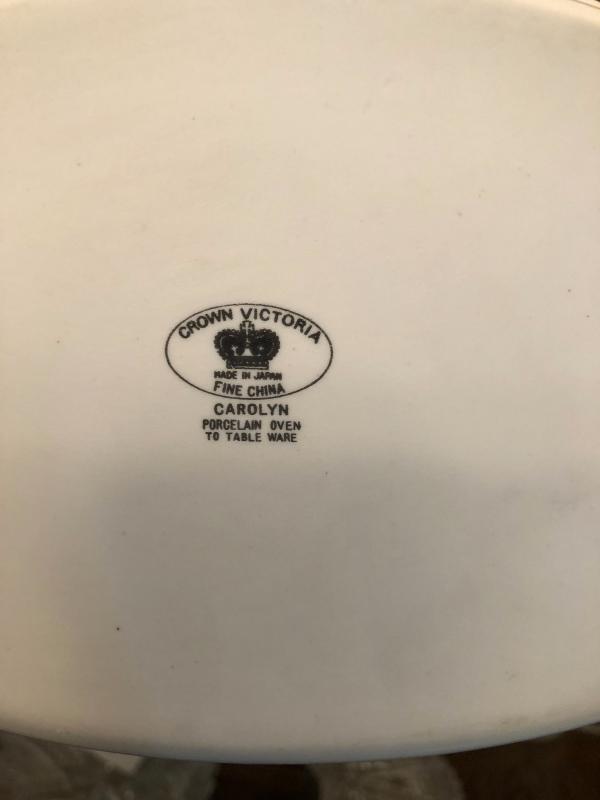 CROWN VICTORIA
MADE IN JAPAN
FINE CHINA
CAROLYN
PORCELAIN OVEN
TO TABLE WARE